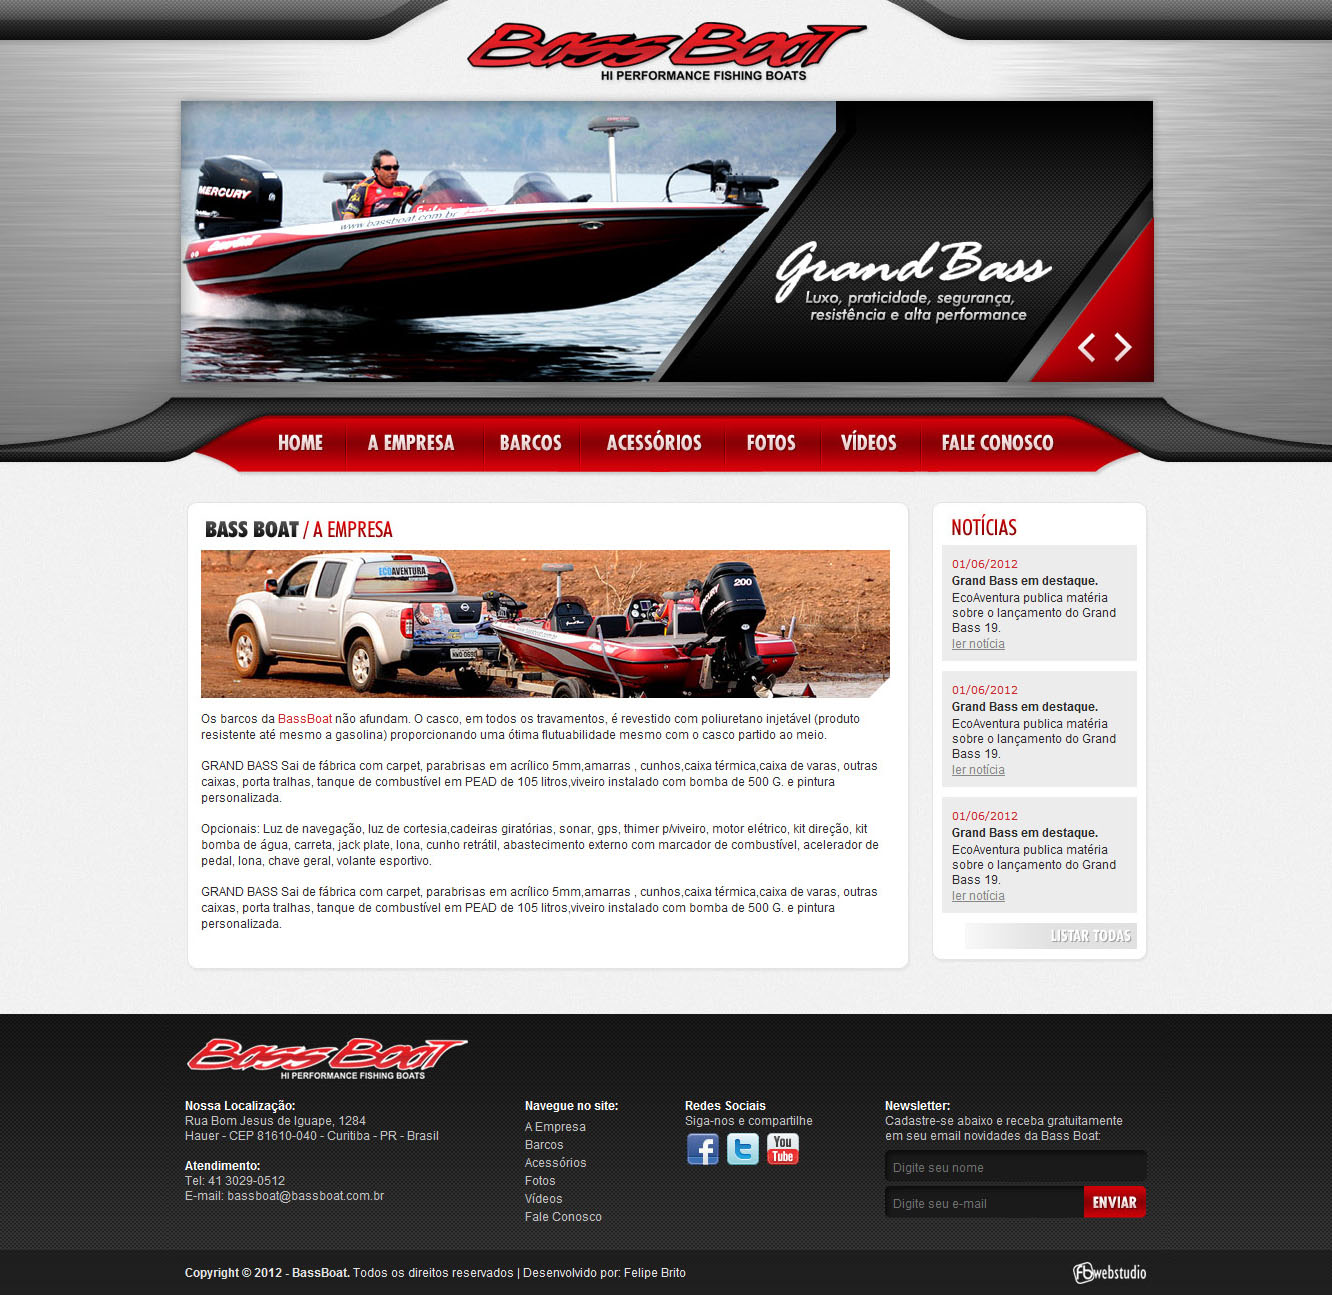 Bass Boat
HI PERFORMANCE FISHING BOATS
MERCURY
www.bassboat.com.br
BassBoat
Grand Bass
Luxo, praticidade, segurança,
resistência e alta performance
HOME
A EMPRESA
BARCOS
ACESSÓRIOS
FOTOS
VÍDEOS
FALE CONOSCO
BASS BOAT / A EMPRESA
ECOAVENTURA
MERCURY
200
Os barcos da BassBoat não afundam. O casco, em todos os travamentos, é revestido com poliuretano injetável (produto
resistente até mesmo a gasolina) proporcionando uma ótima flutuabilidade mesmo com o casco partido ao meio.
GRAND BASS Sai de fábrica com carpet, parabrisas em acrílico 5mm,amarras , cunhos,caixa térmica,caixa de varas, outras
caixas, porta tralhas, tanque de combustível em PEAD de 105 litros,viveiro instalado com bomba de 500 G. e pintura
personalizada.
Opcionais: Luz de navegação, luz de cortesia,cadeiras giratórias, sonar, gps, thimer p/viveiro, motor elétrico, kit direção, kit
bomba de água, carreta, jack plate, lona, cunho retrátil, abastecimento externo com marcador de combustível, acelerador de
pedal, lona, chave geral, volante esportivo.
GRAND BASS Sai de fábrica com carpet, parabrisas em acrílico 5mm,amarras , cunhos,caixa térmica,caixa de varas, outras
caixas, porta tralhas, tanque de combustível em PEAD de 105 litros,viveiro instalado com bomba de 500 G. e pintura
personalizada.
NOTÍCIAS
01/06/2012
Grand Bass em destaque.
EcoAventura publica matéria
sobre o lançamento do Grand
Bass 19.
ler notícia
01/06/2012
Grand Bass em destaque.
EcoAventura publica matéria
sobre o lançamento do Grand
Bass 19.
ler notícia
01/06/2012
Grand Bass em destaque.
EcoAventura publica matéria
sobre o lançamento do Grand
Bass 19.
ler notícia
LISTAR TODAS
Bass Boat
HI PERFORMANCE FISHING BOATS
Nossa Localização:
Rua Bom Jesus de Iguape, 1284
Hauer - CEP 81610-040 - Curitiba - PR - Brasil
Atendimento:
Tel: 41 3029-0512
E-mail: bassboat@bassboat.com.br
Navegue no site:
A Empresa
Barcos
Acessórios
Fotos
Vídeos
Fale Conosco
Redes Sociais
Siga-nos e compartilhe
You
Tube
Newsletter:
Cadastre-se abaixo e receba gratuitamente
em seu email novidades da Bass Boat:
Digite seu nome
Digite seu e-mail
ENVIAR
Copyright © 2012 - BassBoat. Todos os direitos reservados | Desenvolvido por: Felipe Brito
FBwebstudio